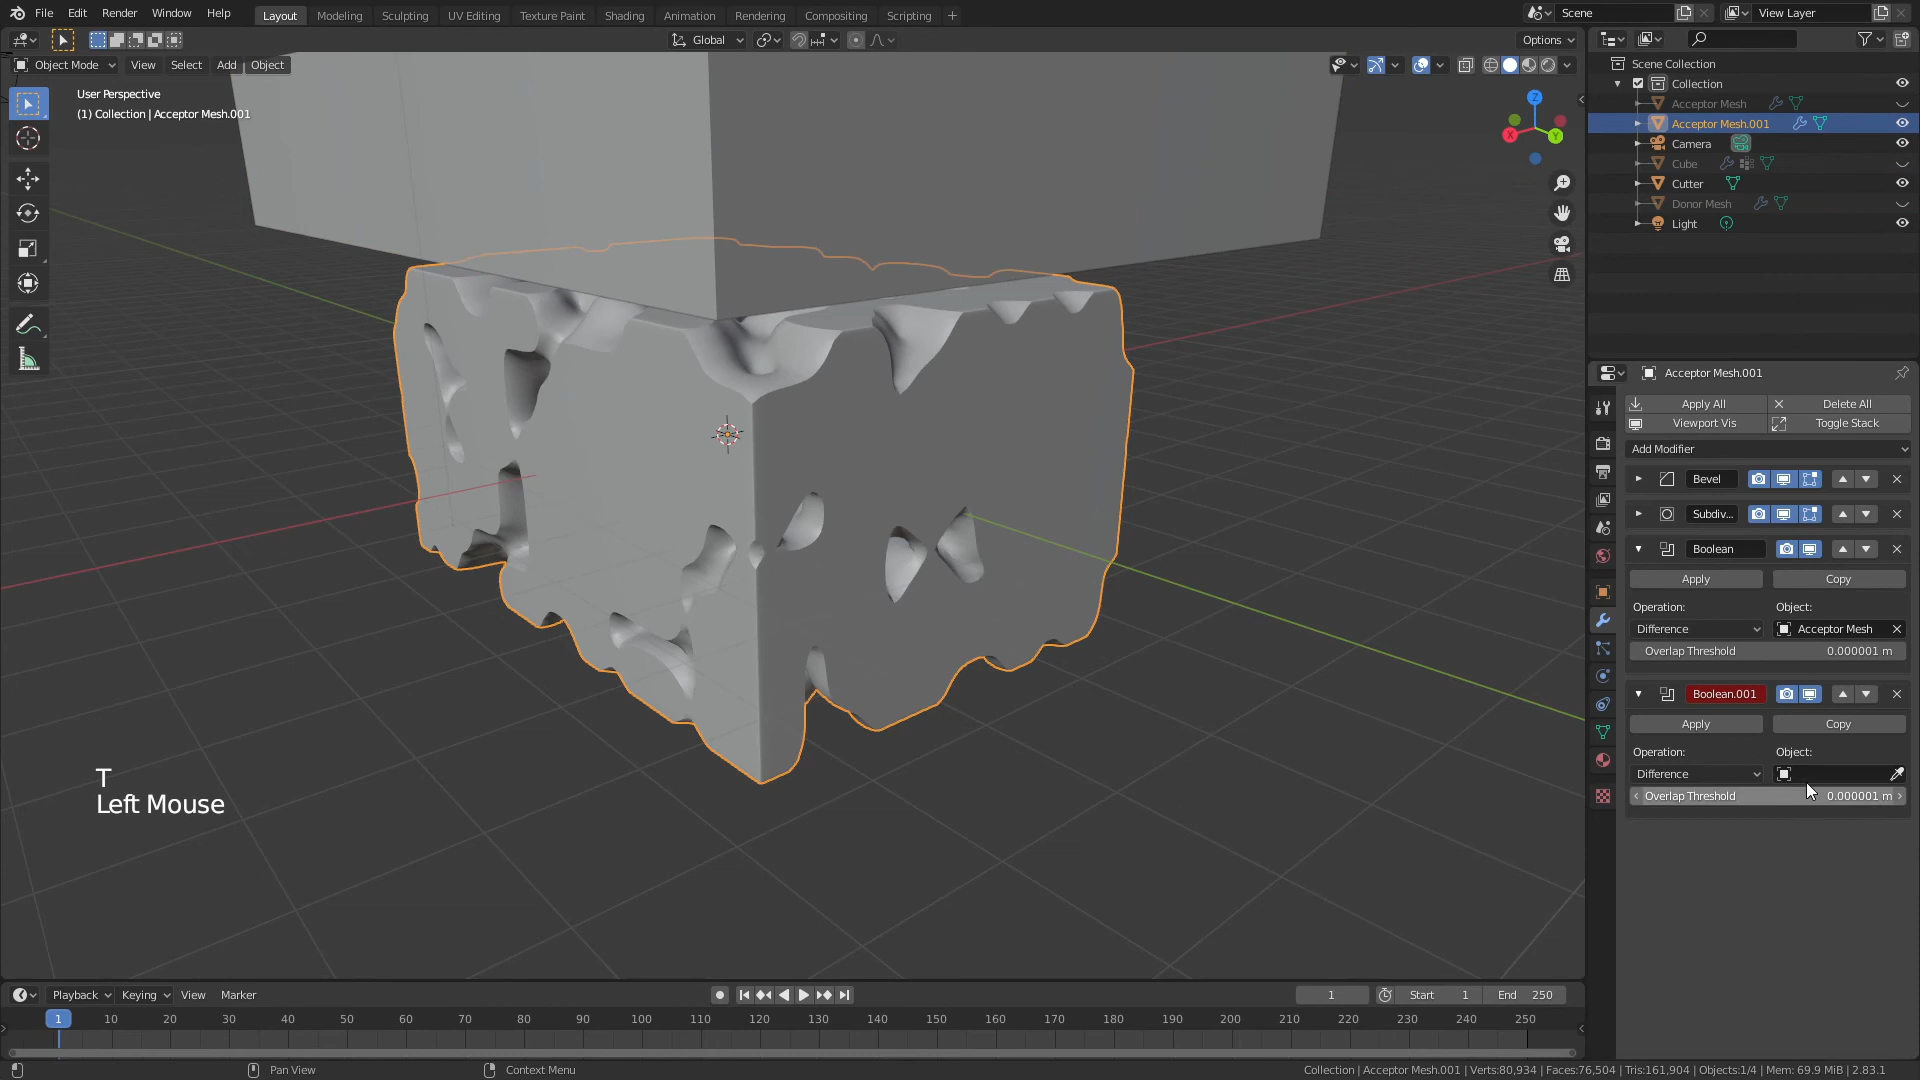 File Edit Render Window Help Layout Modeling Sculpting UV Editing Texture Paint Shading Animation Rendering Compositing Scripting Scene View Layer
Global Options
Object Mode View Select Add Object
User Perspective
(1) Collection | Acceptor Mesh.001
Z
X
Y
Scene Collection
Collection
Acceptor Mesh
Acceptor Mesh.001
Camera
Cube
Cutter
Donor Mesh
Light
Acceptor Mesh.001
Apply All Delete All
Viewport Vis Toggle Stack
Add Modifier
Bevel
Subdiv...
Boolean
Apply Copy
Operation: Object:
Difference Acceptor Mesh
Overlap Threshold 0.000001 m
Boolean.001
Apply Copy
Operation: Object:
Difference
Overlap Threshold 0.000001 m
T
Left Mouse
Playback Keying View Marker 1 Start 1 End 250
1 10 20 30 40 50 60 70 80 90 100 110 120 130 140 150 160 170 180 190 200 210 220 230 240 250
Pan View Context Menu Collection | Acceptor Mesh.001 | Verts:80,934 | Faces:76,504 | Tris:161,904 | Objects:1/4 | Mem: 69.9 MiB | 2.83.1